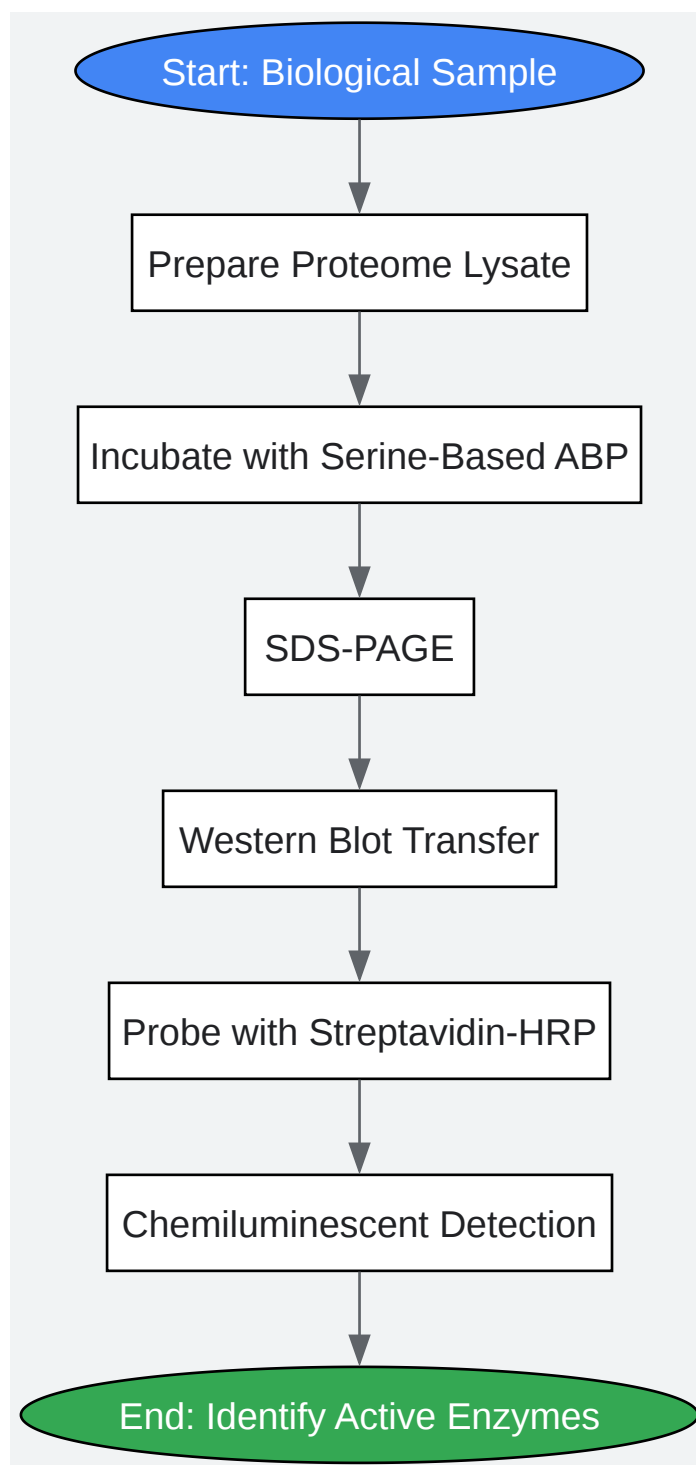 Start: Biological Sample
Prepare Proteome Lysate
Incubate with Serine-Based ABP
SDS-PAGE
Western Blot Transfer
Probe with Streptavidin-HRP
Chemiluminescent Detection
End: Identify Active Enzymes